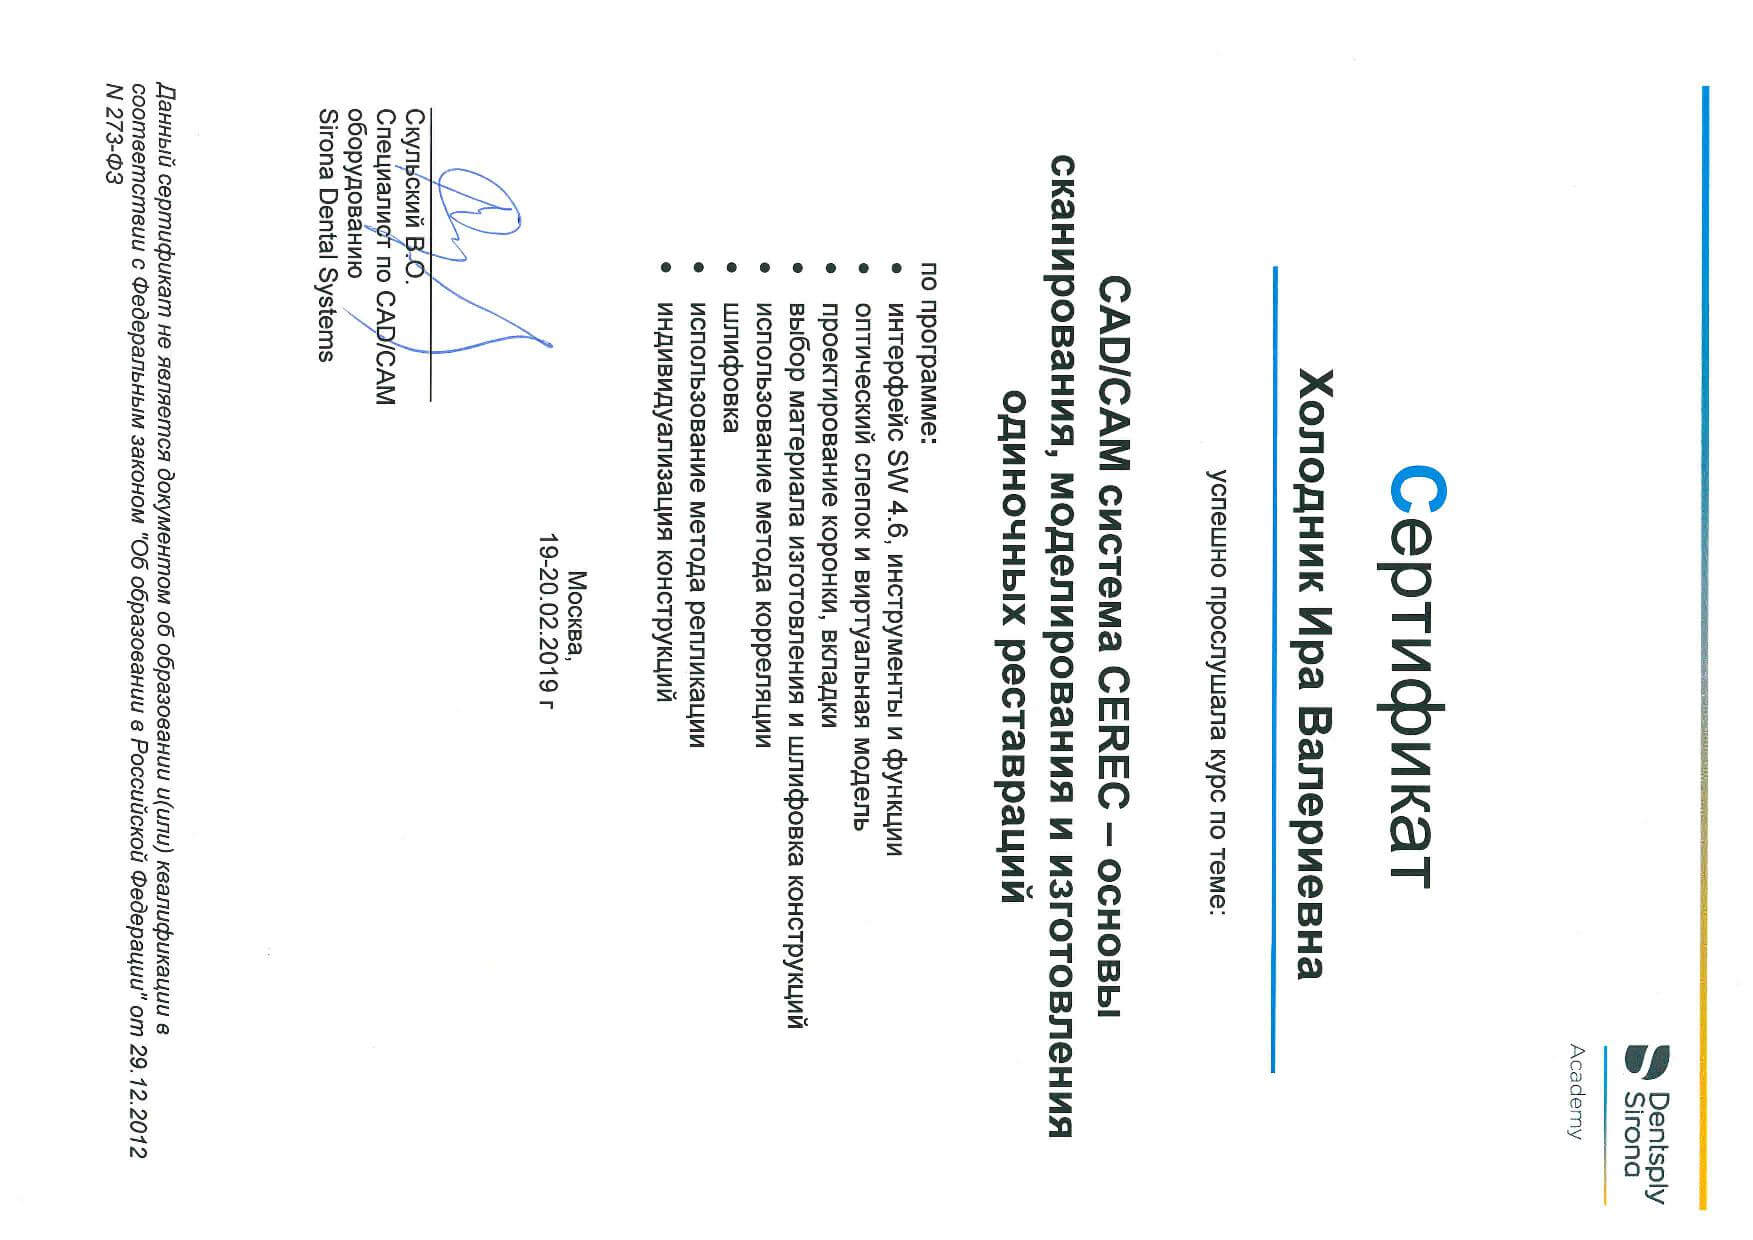 Dentsply
Sirona
Academy
Сертификат
Холодник Ира Валериевна
успешно прослушала курс по теме:
CAD/CAM система CEREC – основы
сканирования, моделирования и изготовления
одиночных реставраций
по программе:
• интерфейс SW 4.6, инструменты и функции
• оптический слепок и виртуальная модель
• проектирование коронки, вкладки
• выбор материала изготовления и шлифовка конструкций
• использование метода корреляции
• шлифовка
• использование метода репликации
• индивидуализация конструкций
Москва,
19-20.02.2019 г
Скульский В.О.
Специалист по CAD/CAM
оборудованию
Sirona Dental Systems
Данный сертификат не является документом об образовании и(или) квалификации в
соответствии с Федеральным законом "Об образовании в Российской Федерации" от 29.12.2012
N 273-ФЗ